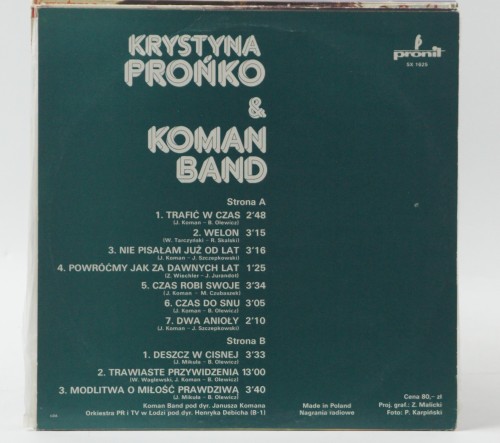 KRYSTYNA
PROŃKO
&
KOMAN
BAND
pronit
SX 1625
Strona A
1. TRAFIĆ W CZAS 2'48
(J. Koman - B. Olewicz)
2. WELON 3'15
(W. Tarczyński - R. Skalski)
3. NIE PISAŁAM JUŻ OD LAT 3'16
(J. Koman - J. Szczepkowski)
4. POWRÓĆMY JAK ZA DAWNYCH LAT 1'25
(Z. Wiechler - J. Jurandot)
5. CZAS ROBI SWOJE 3'34
(J. Koman - M. Czubaszek)
6. CZAS DO SNU 3'05
(J. Koman - B. Olewicz)
7. DWA ANIOŁY 2'10
(J. Koman - J. Szczepkowski)
Strona B
1. DESZCZ W CISNEJ 3'33
(J. Mikuła - B. Olewicz)
2. TRAWIASTE PRZYWIDZENIA 13'00
(W. Waglewski, J. Koman - B. Olewicz)
3. MODLITWA O MIŁOŚĆ PRAWDZIWĄ 3'40
(J. Mikuła - B. Olewicz)
Koman Band pod dyr. Janusza Komana
Orkiestra PR i TV w Łodzi pod dyr. Henryka Debicha (B-1)
Made in Poland
Nagrania radiowe
Cena 80,- zł
Proj. graf.: Z. Malicki
Foto: P. Karpiński